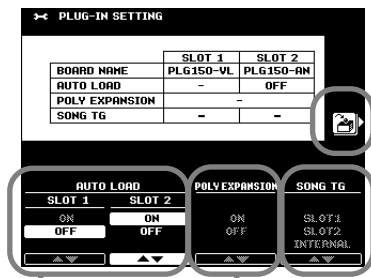 PLUG-IN SETTING
SLOT 1 SLOT 2
BOARD NAME PLG150-VL PLG150-AN
AUTO LOAD - OFF
POLY EXPANSION -
SONG TG - -
AUTO LOAD POLY EXPANSION SONG TG
SLOT 1 SLOT 2
ON ON ON SLOT1
OFF OFF OFF SLOT2
INTERNAL